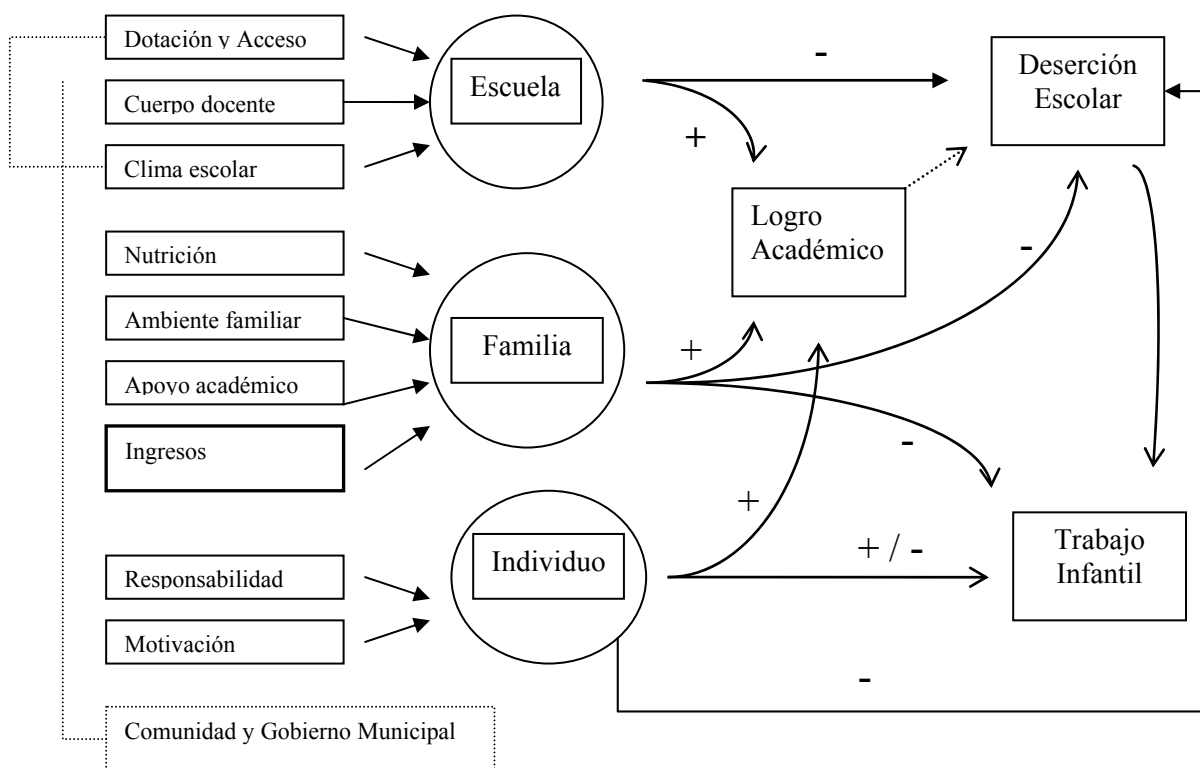 Dotación y Acceso
Cuerpo docente
Clima escolar
Escuela
-
+
Deserción
Escolar
Logro
Académico
Nutrición
Ambiente familiar
Apoyo académico
Ingresos
Familia
+
-
-
+
Responsabilidad
Motivación
Individuo
+ / -
Trabajo
Infantil
-
Comunidad y Gobierno Municipal